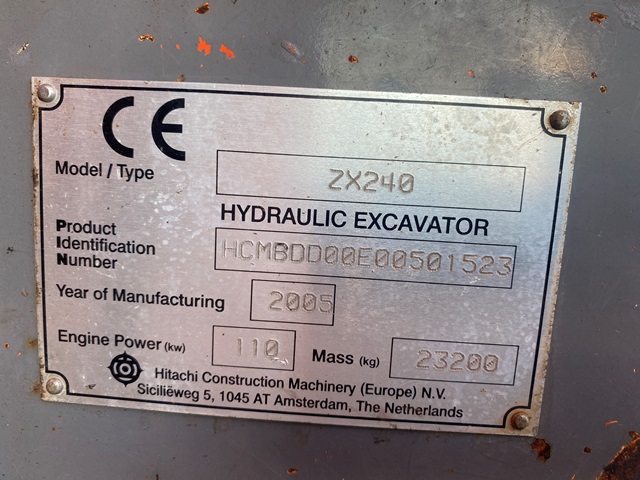 CE
Model / Type ZX240
HYDRAULIC EXCAVATOR
Product
Identification
Number HCMBDD00E00501523
Year of Manufacturing 2005
Engine Power (kw) 110 Mass (kg) 23200
Hitachi Construction Machinery (Europe) N.V.
Siciliëweg 5, 1045 AT Amsterdam, The Netherlands